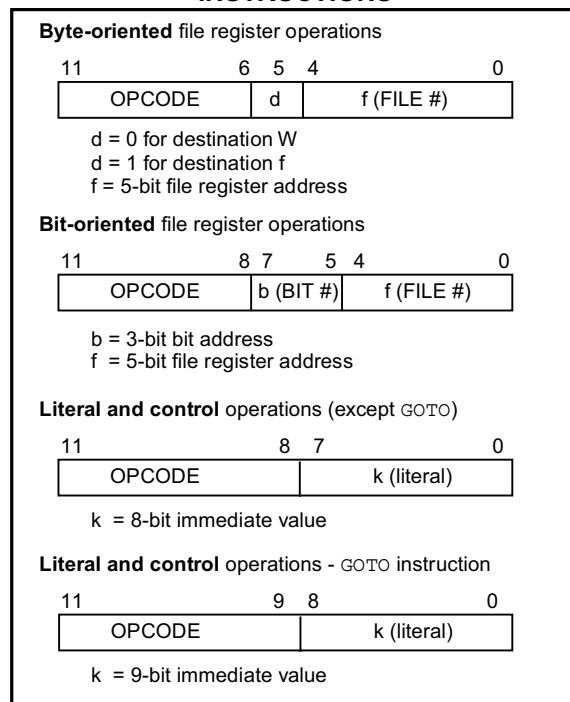 Byte-oriented file register operations
11 6 5 4 0
OPCODE d f (FILE #)
d = 0 for destination W
d = 1 for destination f
f = 5-bit file register address
Bit-oriented file register operations
11 8 7 5 4 0
OPCODE b (BIT #) f (FILE #)
b = 3-bit bit address
f = 5-bit file register address
Literal and control operations (except GOTO)
11 8 7 0
OPCODE k (literal)
k = 8-bit immediate value
Literal and control operations - GOTO instruction
11 9 8 0
OPCODE k (literal)
k = 9-bit immediate value